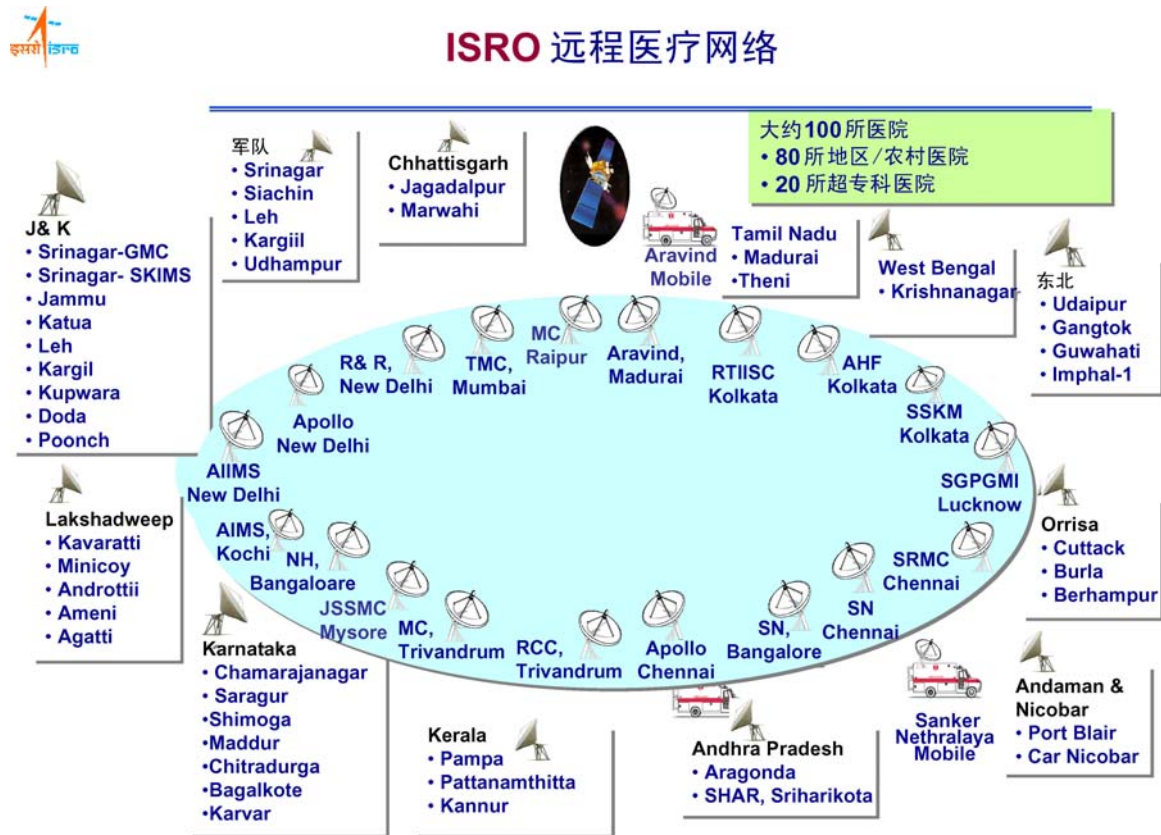 इसरो isro
ISRO 远程医疗网络
大约100所医院
• 80所地区/农村医院
• 20所超专科医院
军队
• Srinagar
• Siachin
• Leh
• Kargiil
• Udhampur
Chhattisgarh
• Jagadalpur
• Marwahi
Aravind
Mobile
Tamil Nadu
• Madurai
•Theni
West Bengal
• Krishnanagar
东北
• Udaipur
• Gangtok
• Guwahati
• Imphal-1
J& K
• Srinagar-GMC
• Srinagar- SKIMS
• Jammu
• Katua
• Leh
• Kargil
• Kupwara
• Doda
• Poonch
AIIMS
New Delhi
Apollo
New Delhi
R& R,
New Delhi
TMC,
Mumbai
MC
Raipur
Aravind,
Madurai
RTIISC
Kolkata
AHF
Kolkata
SSKM
Kolkata
SGPGMI
Lucknow
SRMC
Chennai
SN
Chennai
SN,
Bangalore
Apollo
Chennai
RCC,
Trivandrum
MC,
Trivandrum
JSSMC
Mysore
NH,
Bangaloare
AIMS,
Kochi
Lakshadweep
• Kavaratti
• Minicoy
• Androttii
• Ameni
• Agatti
Karnataka
• Chamarajanagar
• Saragur
•Shimoga
•Maddur
•Chitradurga
•Bagalkote
•Karvar
Kerala
• Pampa
• Pattanamthitta
• Kannur
Andhra Pradesh
• Aragonda
• SHAR, Sriharikota
Sanker
Nethralaya
Mobile
Andaman &
Nicobar
• Port Blair
• Car Nicobar
Orrisa
• Cuttack
• Burla
• Berhampur